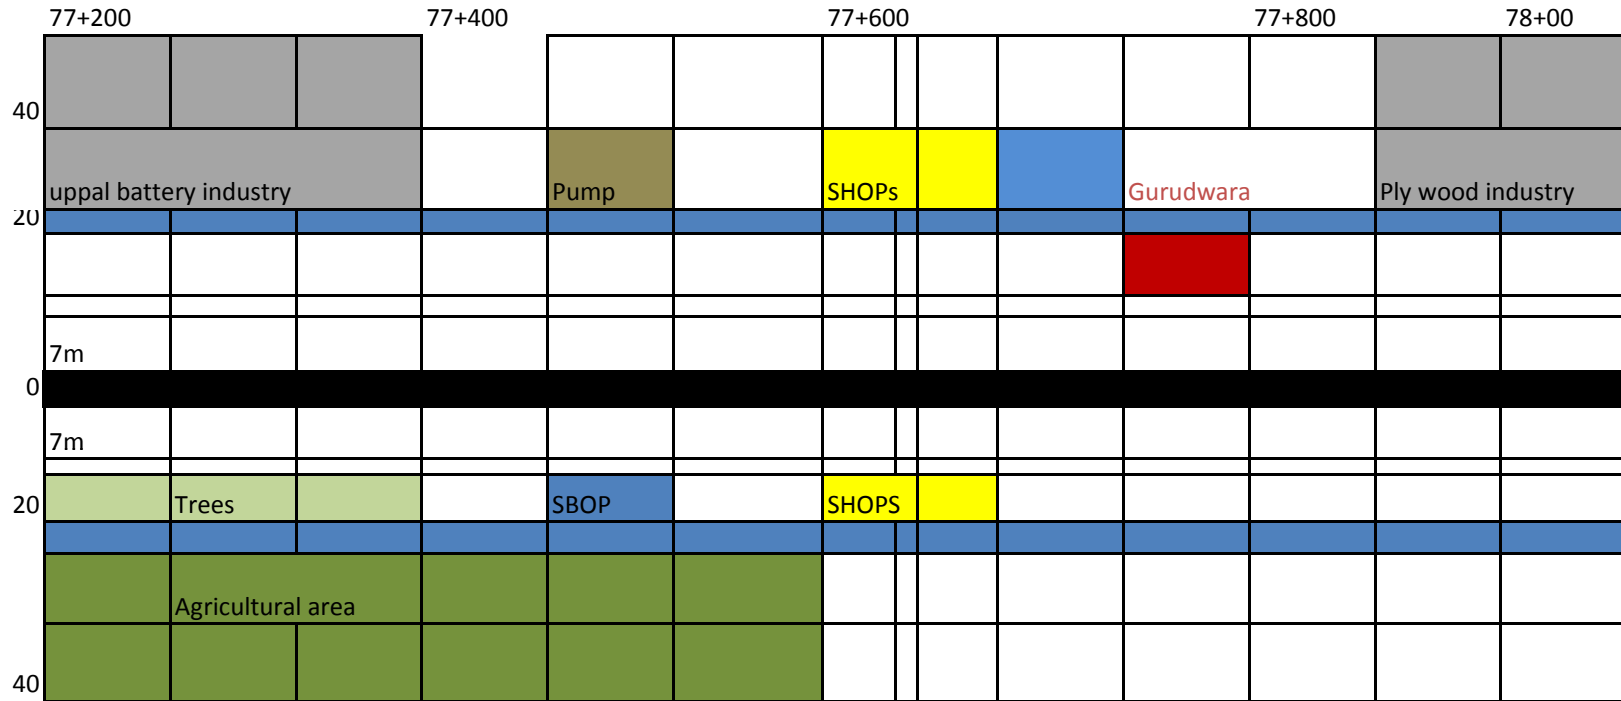 77+200 77+400 77+600 77+800 78+00
40
uppal battery industry Pump SHOPs Gurudwara Ply wood industry
20
7m
0
7m
20 Trees SBOP SHOPS
Agricultural area
40